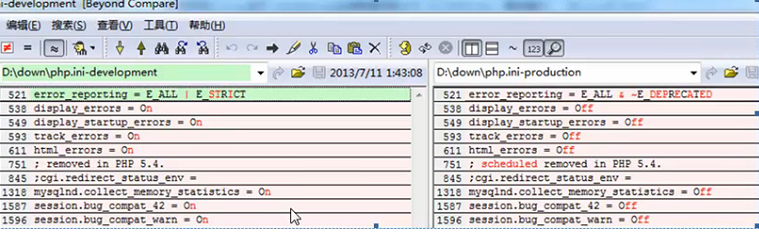 ni-development [Beyond Compare]
编辑(E) 搜索(S) 查看(V) 工具(T) 帮助(H)
123
D:\down\php.ini-development 2013/7/11 1:43:08 D:\down\php.ini-production
521 error_reporting = E_ALL | E_STRICT
538 display_errors = On
549 display_startup_errors = On
593 track_errors = On
611 html_errors = On
751 ; removed in PHP 5.4.
845 ;cgi.redirect_status_env =
1318 mysqlnd.collect_memory_statistics = On
1587 session.bug_compat_42 = On
1596 session.bug_compat_warn = On
521 error_reporting = E_ALL & ~E_DEPRECATED
538 display_errors = Off
549 display_startup_errors = Off
593 track_errors = Off
611 html_errors = Off
751 ; scheduled removed in PHP 5.4.
845 ;cgi.redirect_status_env =
1318 mysqlnd.collect_memory_statistics = Off
1587 session.bug_compat_42 = Off
1596 session.bug_compat_warn = Off